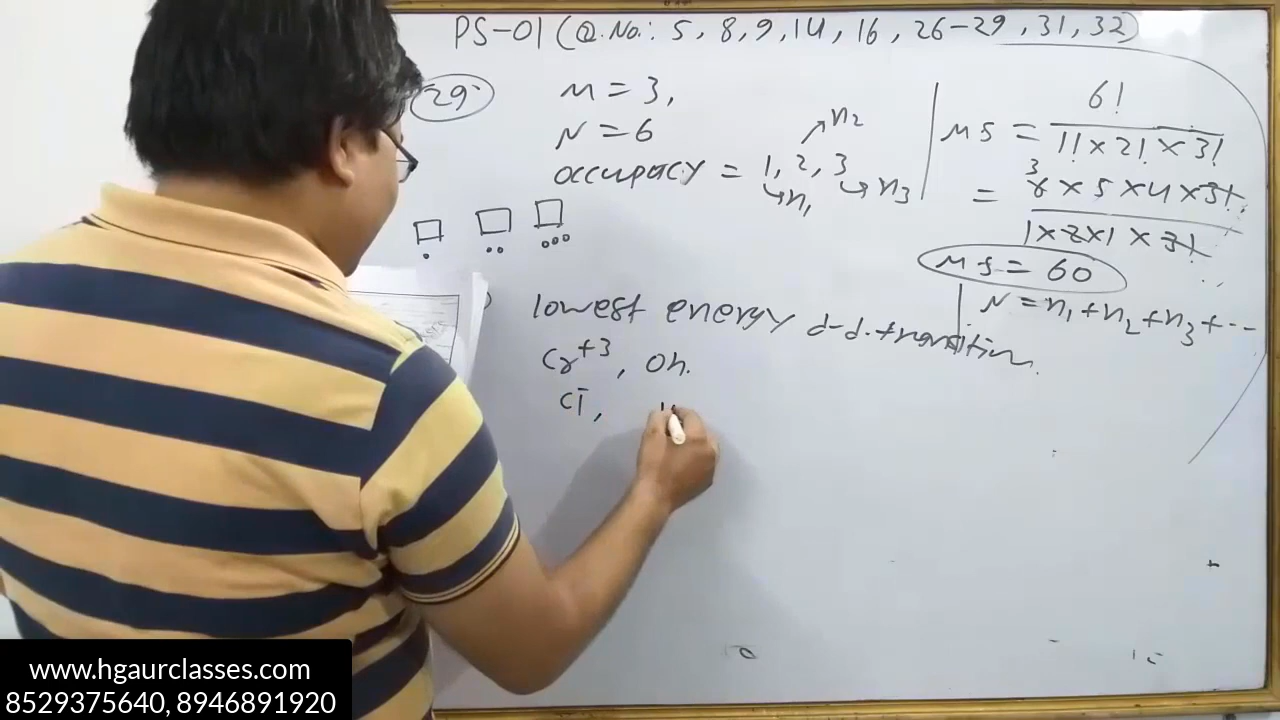 PS-01 (Q.No.: 5, 8, 9, 14, 16, 26-29, 31, 32)
29
M = 3,
N = 6
occupacy = 1, 2, 3
n2
n1
n3
MS = 6! / 1! × 2! × 3!
= 6 × 5 × 4 × 3! / 1 × 2 × 1 × 3!
3
MS = 60
N = n1 + n2 + n3 + --
lowest energy d-d. transition
Cr+3, Oh.
Cl-,
www.hgaurclasses.com
8529375640, 8946891920